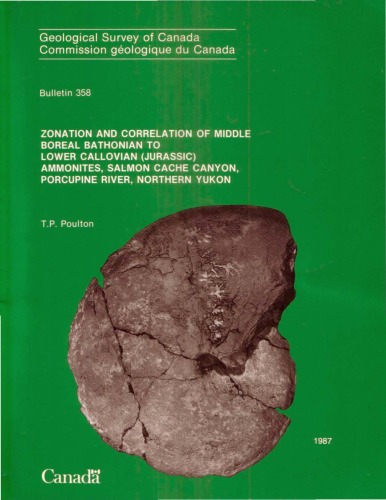 Geological Survey of Canada
Commission géologique du Canada
Bulletin 358
ZONATION AND CORRELATION OF MIDDLE
BOREAL BATHONIAN TO
LOWER CALLOVIAN (JURASSIC)
AMMONITES, SALMON CACHE CANYON,
PORCUPINE RIVER, NORTHERN YUKON
T.P. Poulton
1987
Canada